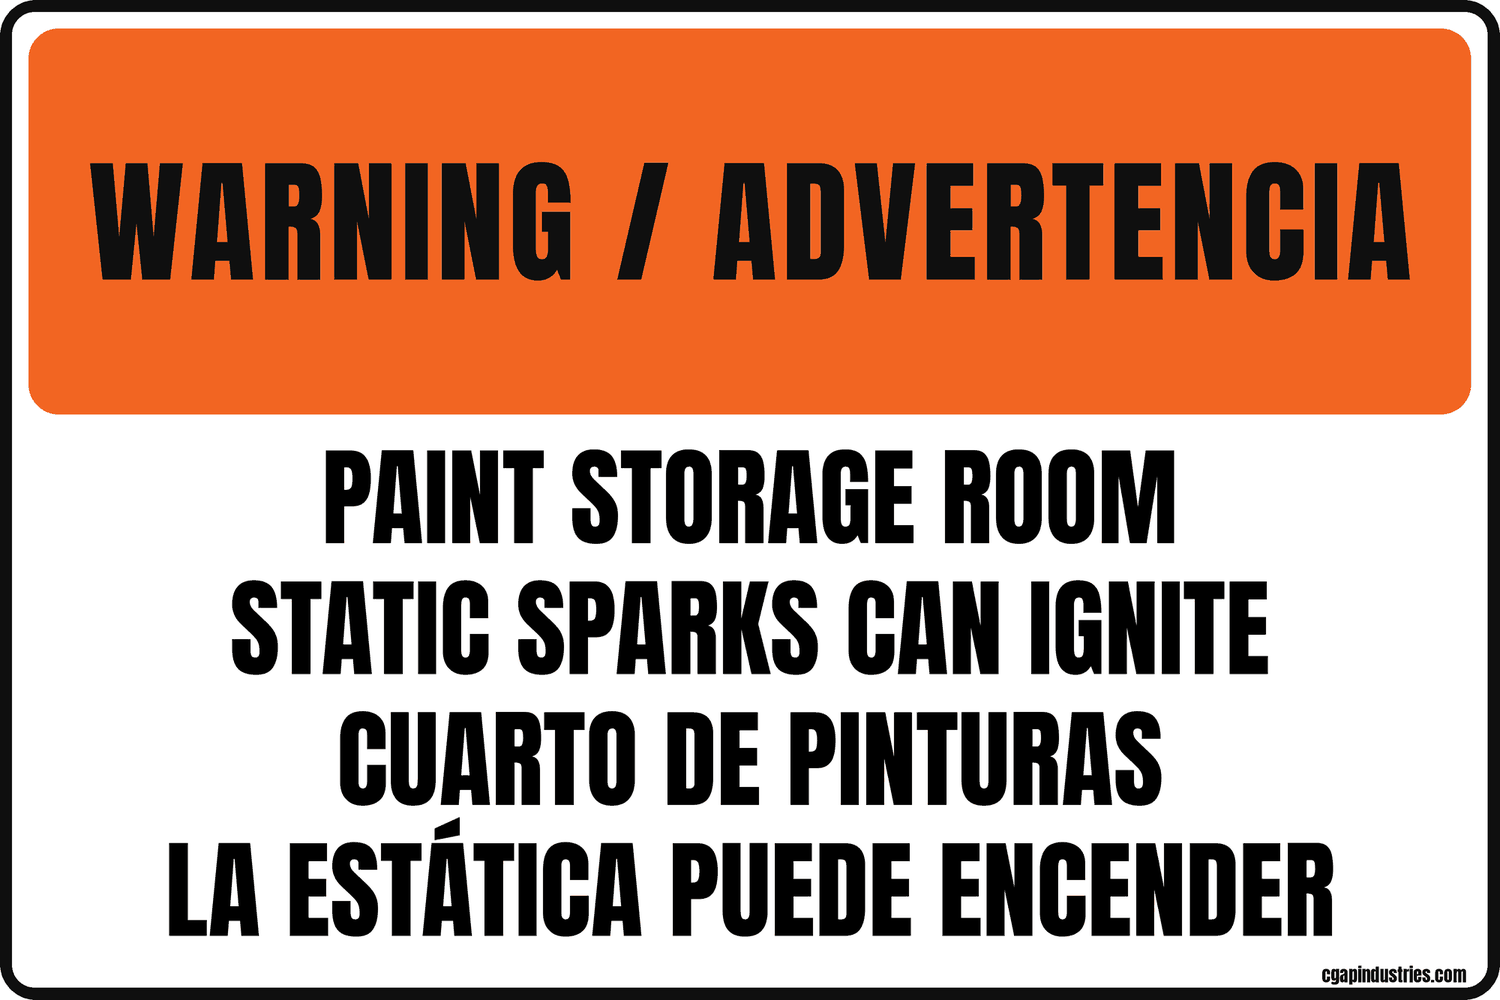 WARNING / ADVERTENCIA
PAINT STORAGE ROOM
STATIC SPARKS CAN IGNITE
CUARTO DE PINTURAS
LA ESTÁTICA PUEDE ENCENDER
cgapindustries.com